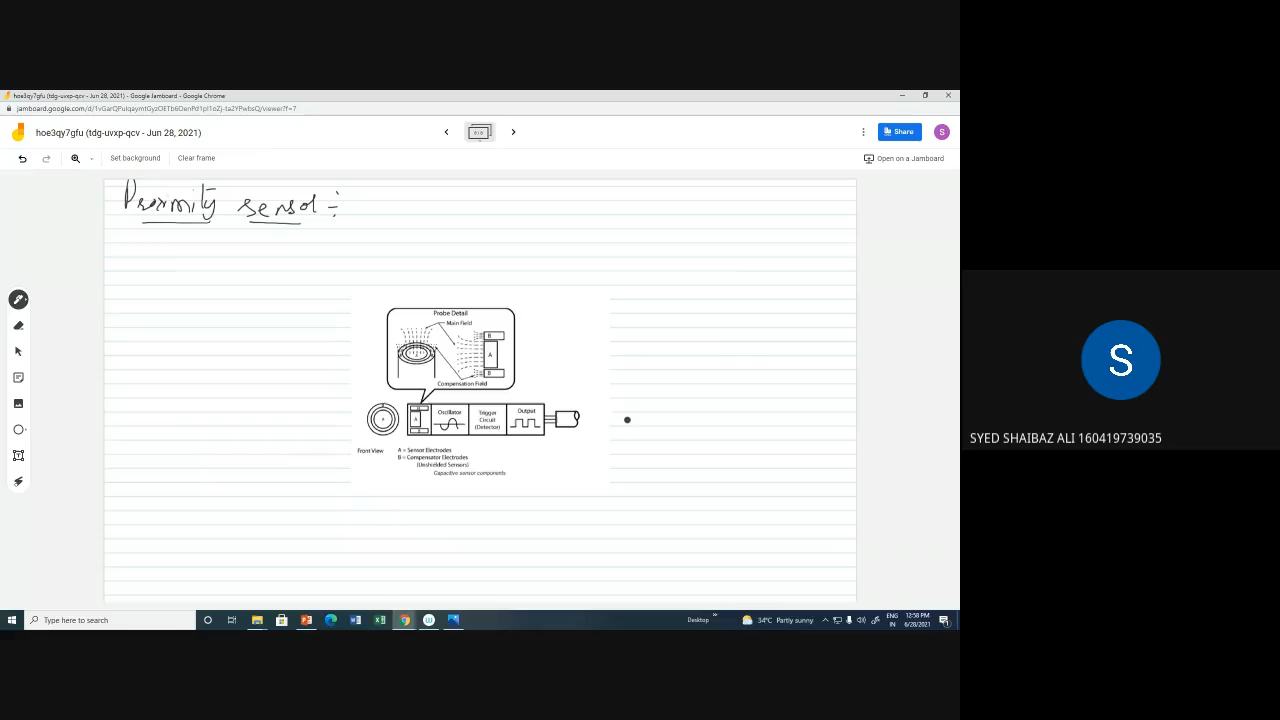 hoe3qy7gfu (tdg-uvxp-qcv - Jun 28, 2021) - Google Jamboard - Google Chrome
hoe3qy7gfu (tdg-uvxp-qcv - Jun 28, 2021)
Share
S
Set background
Clear frame
Open on a Jamboard
Proximity sensor :-
Probe Detail
Main Field
B
A
B
Compensation Field
A
B
A
B
Oscillator
Trigger
Circuit
(Detector)
Output
Front View
A = Sensor Electrodes
B = Compensator Electrodes
(Unshielded Sensors)
Capacitive sensor components
S
SYED SHAIBAZ ALI 160419739035
Type here to search
Desktop
34°C Partly sunny
ENG
IN
12:58 PM
6/28/2021